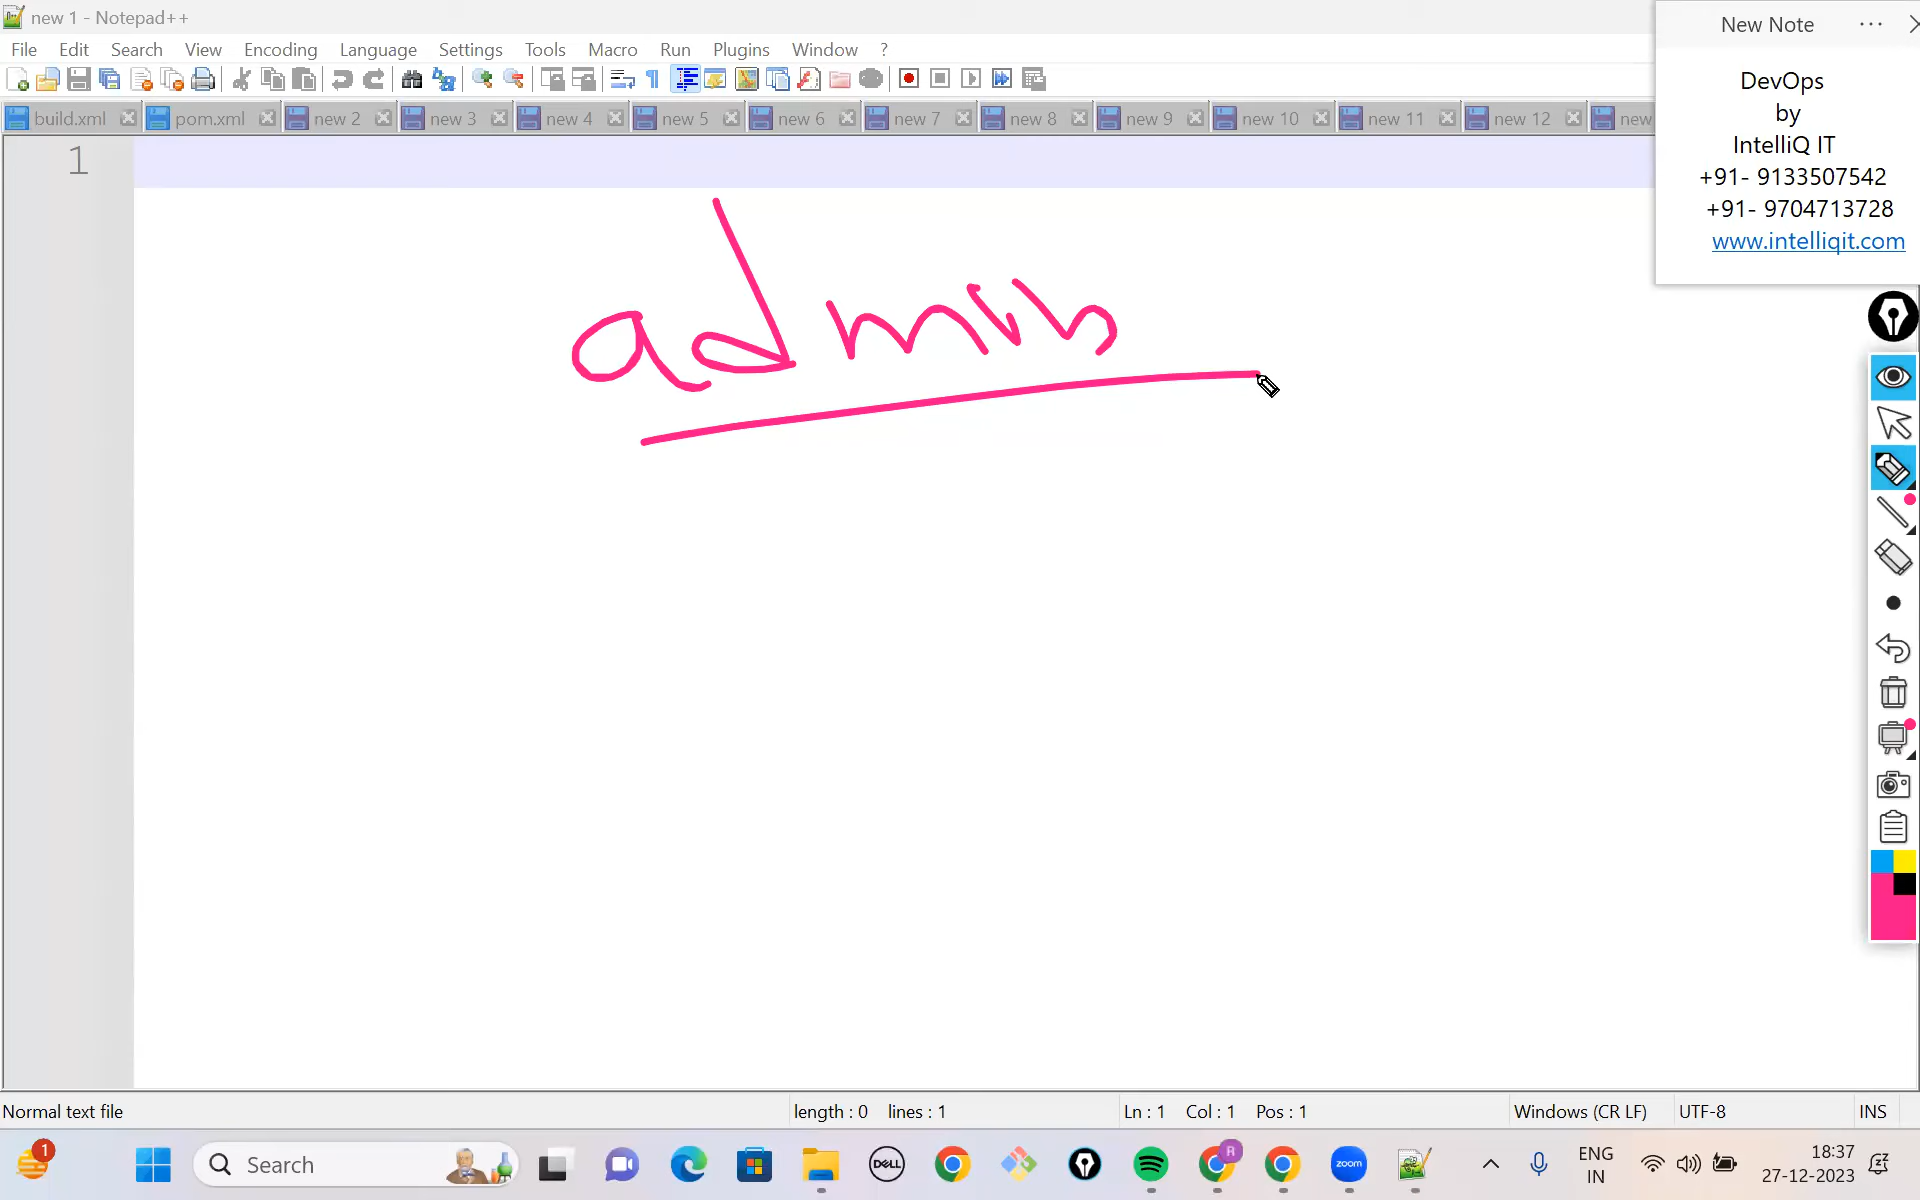 new 1 - Notepad++
File Edit Search View Encoding Language Settings Tools Macro Run Plugins Window ?
build.xml pom.xml new 2 new 3 new 4 new 5 new 6 new 7 new 8 new 9 new 10 new 11 new 12 new
New Note
DevOps
by
IntelliQ IT
+91- 9133507542
+91- 9704713728
www.intelliqit.com
1
admin
Normal text file length : 0 lines : 1 Ln : 1 Col : 1 Pos : 1 Windows (CR LF) UTF-8 INS
1 Search DELL R zoom ENG 18:37
IN 27-12-2023